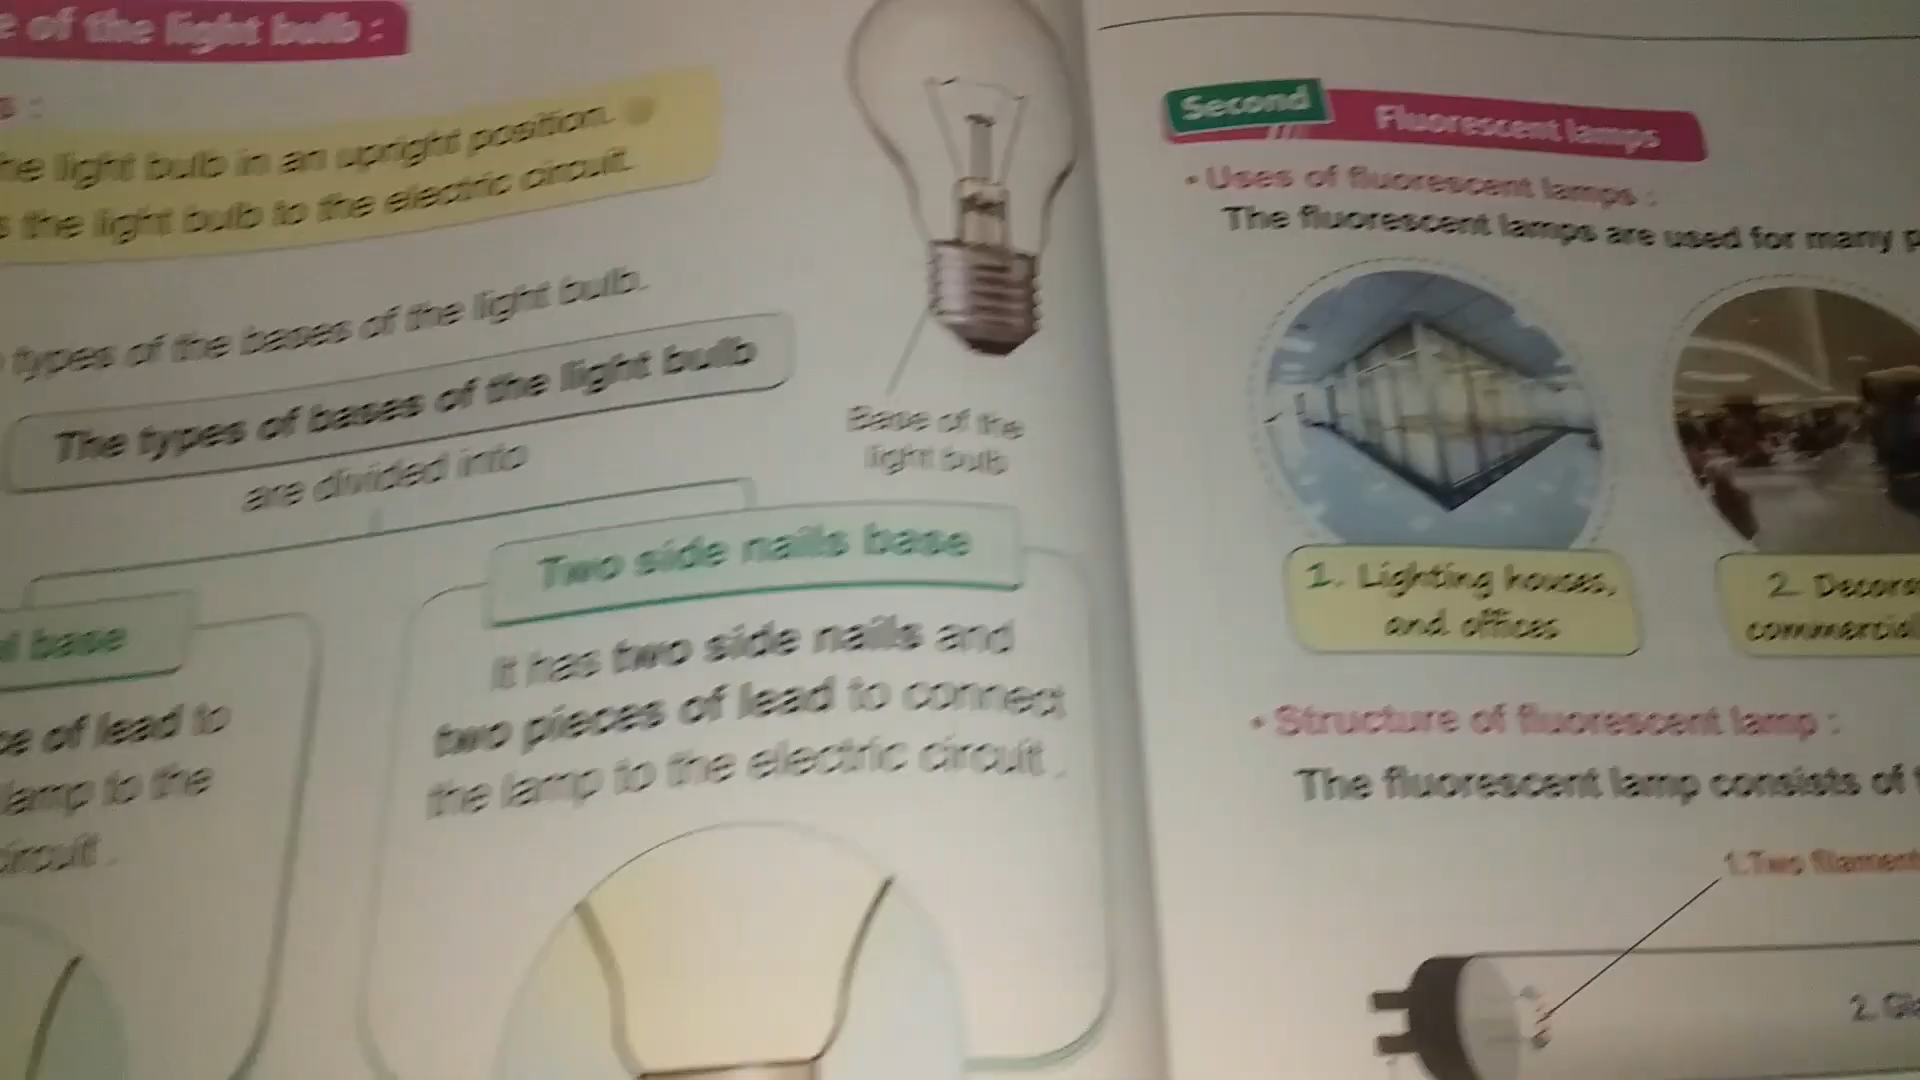 of the light bulb :
the light bulb in an upright position.
the light bulb to the electric circuit.
types of the bases of the light bulb.
The types of bases of the light bulb
are divided into
Base of the
light bulb
base
of lead to
lamp to the
circuit .
Two side nails base
It has two side nails and
two pieces of lead to connect
the lamp to the electric circuit .
Second
Fluorescent lamps
• Uses of fluorescent lamps :
The fluorescent lamps are used for many
1. Lighting houses,
and offices
2.
• Structure of fluorescent lamp :
The fluorescent lamp consists of
1.Two
2.